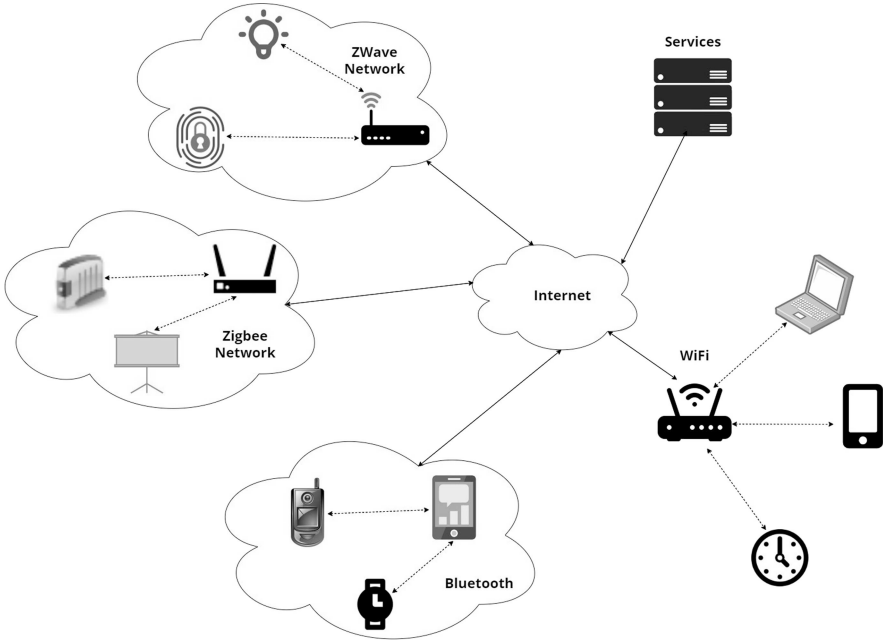 ZWave
Network
Services
Internet
Zigbee
Network
WiFi
Bluetooth